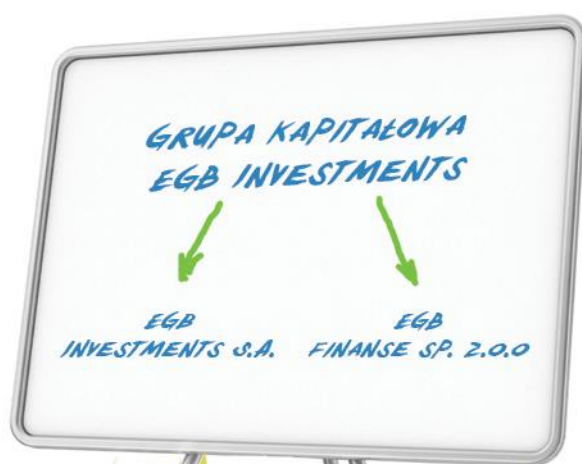 GRUPA KAPITAŁOWA
EGB INVESTMENTS
EGB
INVESTMENTS S.A.
EGB
FINANSE SP. Z.O.O